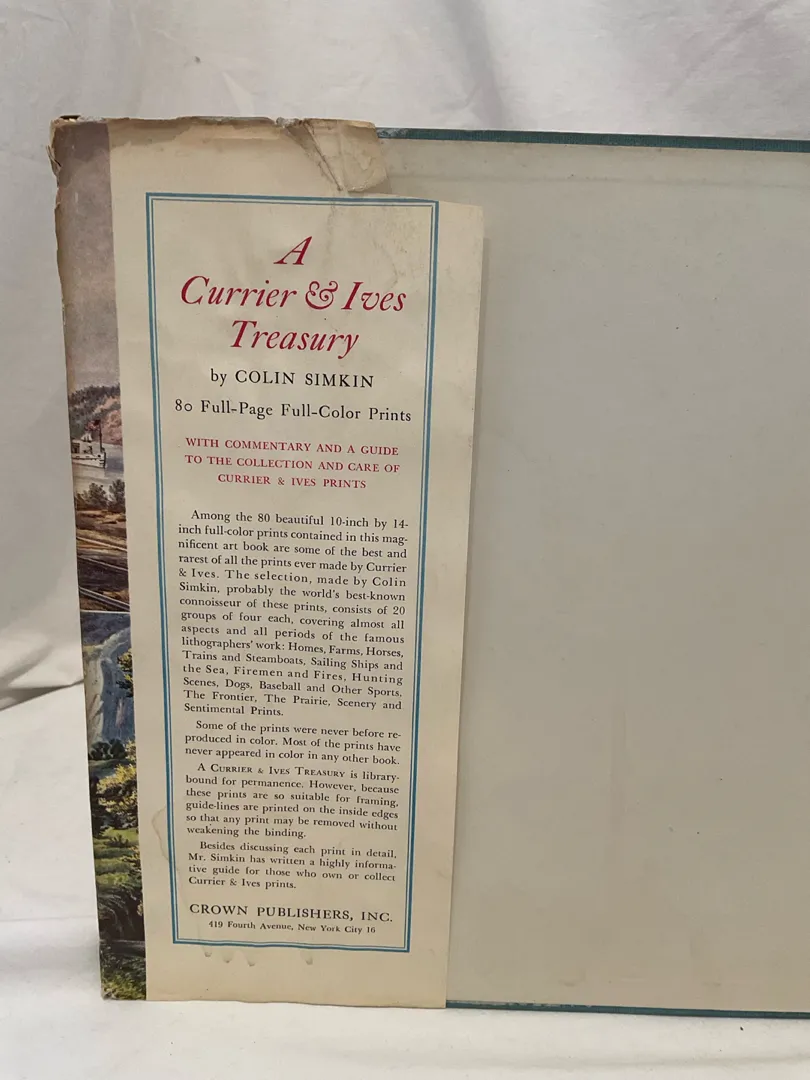 A
Currier & Ives
Treasury
by COLIN SIMKIN
80 Full-Page Full-Color Prints
WITH COMMENTARY AND A GUIDE
TO THE COLLECTION AND CARE OF
CURRIER & IVES PRINTS
Among the 80 beautiful 10-inch by 14-
inch full-color prints contained in this mag-
nificent art book are some of the best and
rarest of all the prints ever made by Currier
& Ives. The selection, made by Colin
Simkin, probably the world's best-known
connoisseur of these prints, consists of 20
groups of four each, covering almost all
aspects and all periods of the famous
lithographers' work: Homes, Farms, Horses,
Trains and Steamboats, Sailing Ships and
the Sea, Firemen and Fires, Hunting
Scenes, Dogs, Baseball and Other Sports,
The Frontier, The Prairie, Scenery and
Sentimental Prints.
Some of the prints were never before re-
produced in color. Most of the prints have
never appeared in color in any other book.
A CURRIER & IVES TREASURY is library-
bound for permanence. However, because
these prints are so suitable for framing,
guide-lines are printed on the inside edges
so that any print may be removed without
weakening the binding.
Besides discussing each print in detail,
Mr. Simkin has written a highly informa-
tive guide for those who own or collect
Currier & Ives prints.
CROWN PUBLISHERS, INC.
419 Fourth Avenue, New York City 16